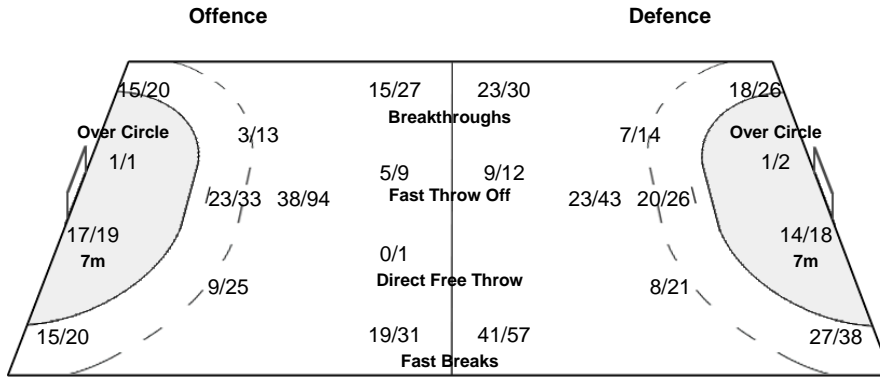 Offence Defence
15/20 15/27 23/30 18/26
Breakthroughs
Over Circle 3/13 7/14 Over Circle
1/1 5/9 9/12 1/2
Fast Throw Off
23/33 38/94 23/43 20/26
17/19 14/18
0/1
7m 7m
Direct Free Throw
9/25 8/21
15/20 19/31 41/57 27/38
Fast Breaks